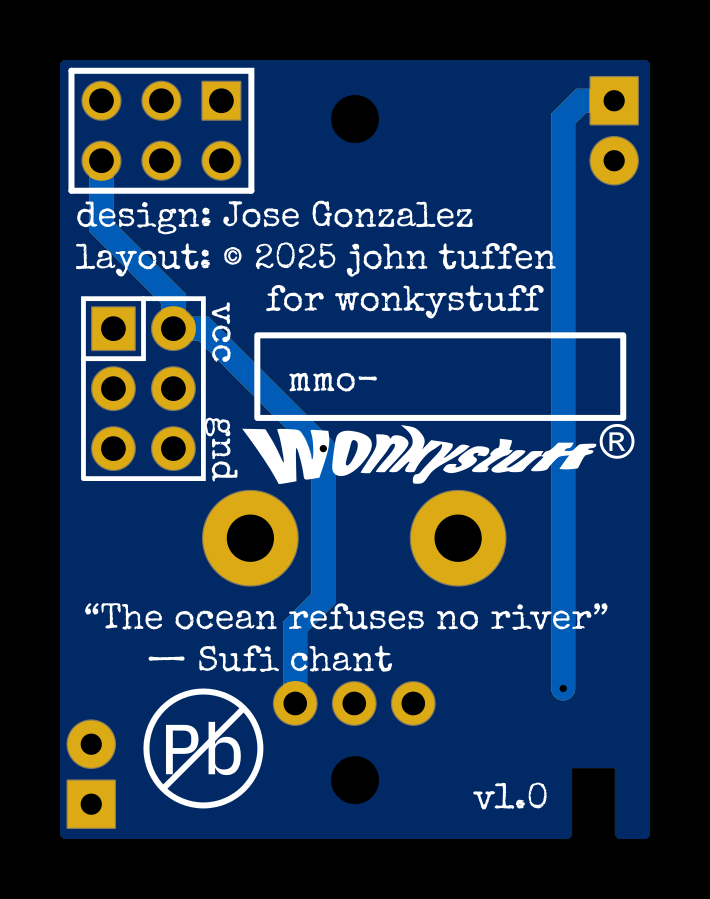 design: Jose Gonzalez
layout: © 2025 john tuffen
for wonkystuff
vcc
mmo-
gnd
Wonkystuff®
“The ocean refuses no river”
— Sufi chant
Pb
v1.0